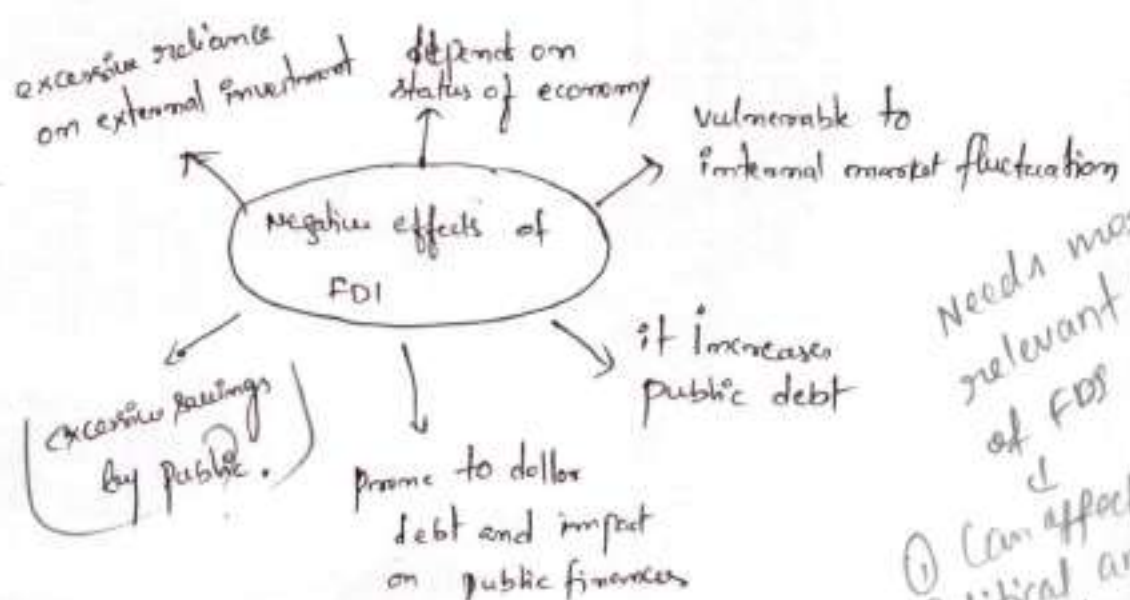 excessive reliance
on external investment
depend on
status of economy
vulnerable to
internal market fluctuation
Negative effects of
FDI
excessive savings
by public.
prone to dollar
debt and impact
on public finances
it Increases
public debt
Needs
relevant
of FDI
① Can affect